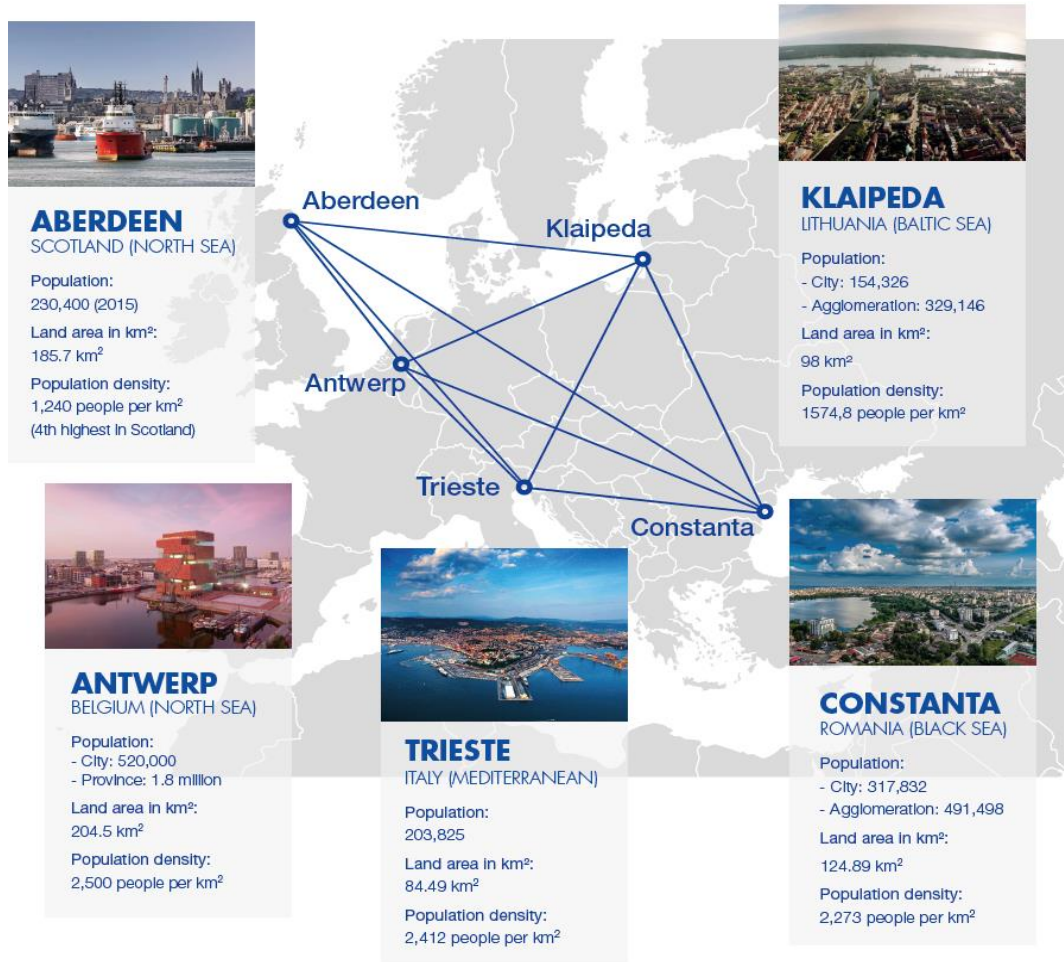 ABERDEEN
SCOTLAND (NORTH SEA)
Population:
230,400 (2015)
Land area in km²:
185.7 km²
Population density:
1,240 people per km²
(4th highest in Scotland)
Aberdeen
Klaipeda
Antwerp
Trieste
Constanta
KLAIPEDA
LITHUANIA (BALTIC SEA)
Population:
- City: 154,326
- Agglomeration: 329,146
Land area in km²:
98 km²
Population density:
1574,8 people per km²
ANTWERP
BELGIUM (NORTH SEA)
Population:
- City: 520,000
- Province: 1.8 million
Land area in km²:
204.5 km²
Population density:
2,500 people per km²
TRIESTE
ITALY (MEDITERRANEAN)
Population:
203,825
Land area in km²:
84.49 km²
Population density:
2,412 people per km²
CONSTANTA
ROMANIA (BLACK SEA)
Population:
- City: 317,832
- Agglomeration: 491,498
Land area in km²:
124.89 km²
Population density:
2,273 people per km²